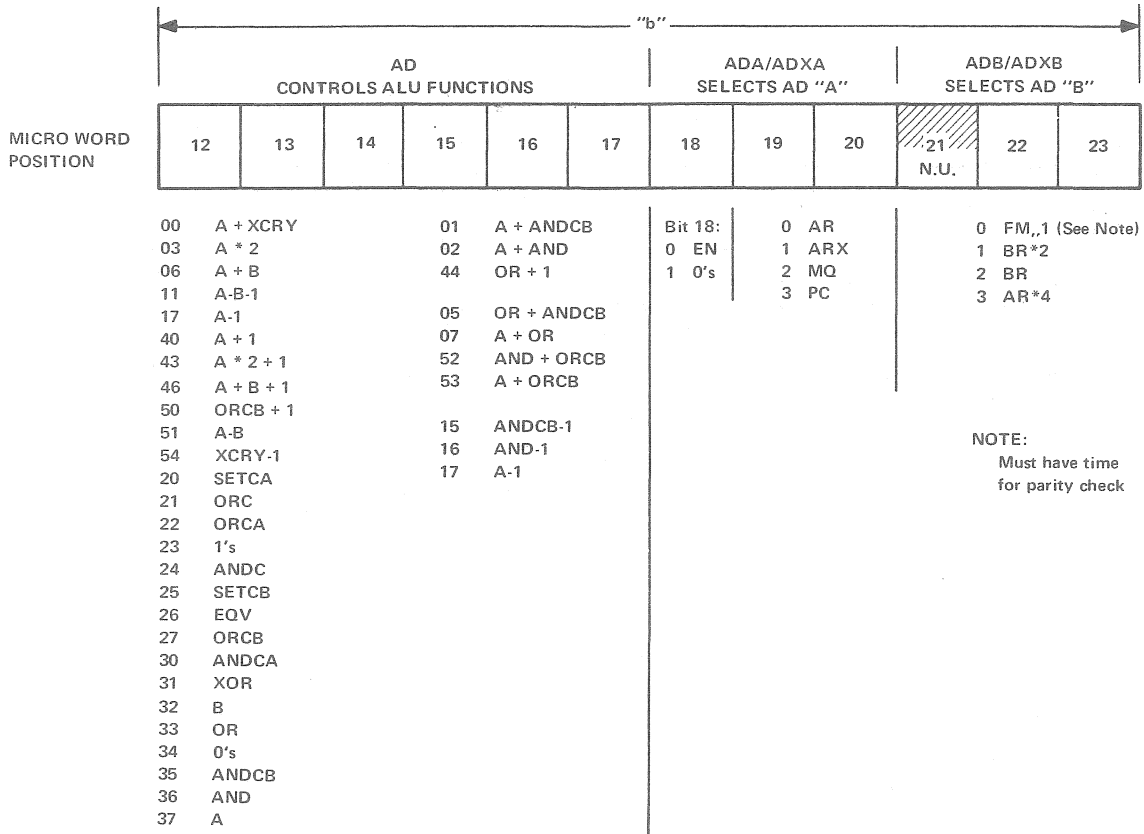 "b"
AD
CONTROLS ALU FUNCTIONS
ADA/ADXA
SELECTS AD "A"
ADB/ADXB
SELECTS AD "B"
MICRO WORD
POSITION
12 13 14 15 16 17 18 19 20 21 22 23
N.U.
00 A + XCRY
03 A * 2
06 A + B
11 A-B-1
17 A-1
40 A + 1
43 A * 2 + 1
46 A + B + 1
50 ORCB + 1
51 A-B
54 XCRY-1
20 SETCA
21 ORC
22 ORCA
23 1's
24 ANDC
25 SETCB
26 EQV
27 ORCB
30 ANDCA
31 XOR
32 B
33 OR
34 0's
35 ANDCB
36 AND
37 A
01 A + ANDCB
02 A + AND
44 OR + 1
05 OR + ANDCB
07 A + OR
52 AND + ORCB
53 A + ORCB
15 ANDCB-1
16 AND-1
17 A-1
Bit 18:
0 EN
1 0's
0 AR
1 ARX
2 MQ
3 PC
0 FM,,1 (See Note)
1 BR*2
2 BR
3 AR*4
NOTE:
Must have time
for parity check